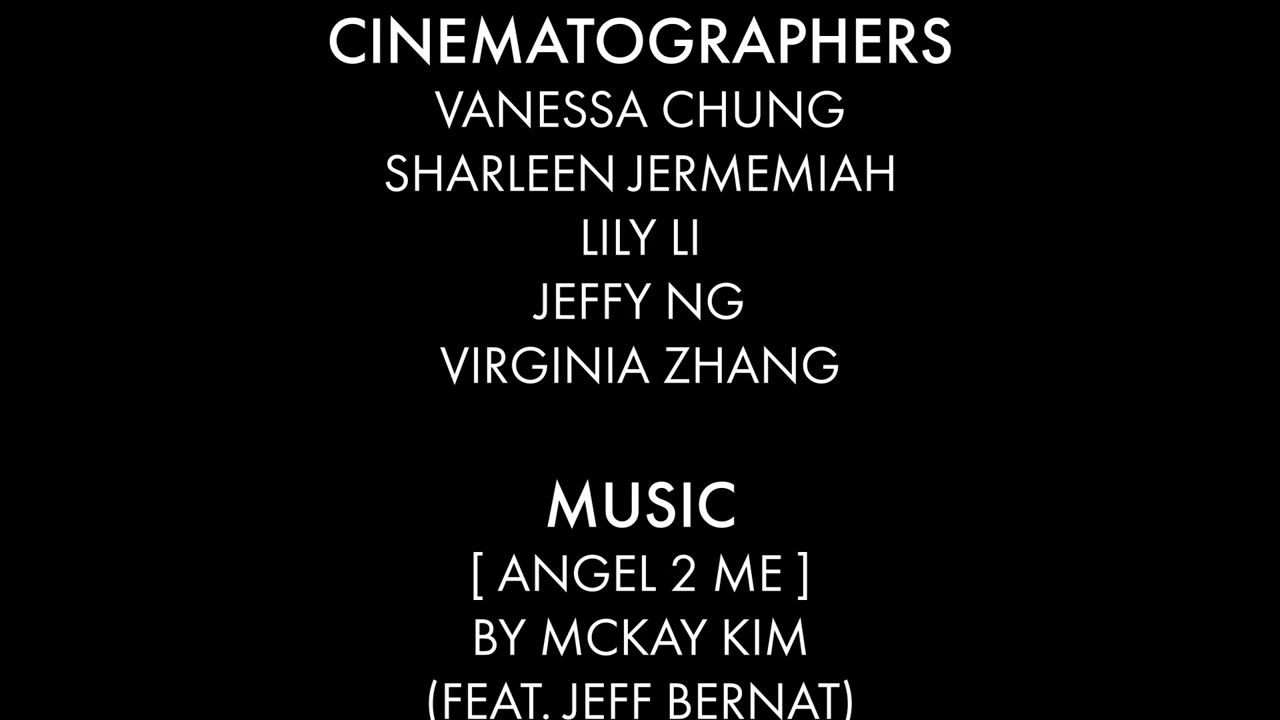 CINEMATOGRAPHERS
VANESSA CHUNG
SHARLEEN JERMEMIAH
LILY LI
JEFFY NG
VIRGINIA ZHANG
MUSIC
[ ANGEL 2 ME ]
BY MCKAY KIM
(FEAT. JEFF BERNAT)